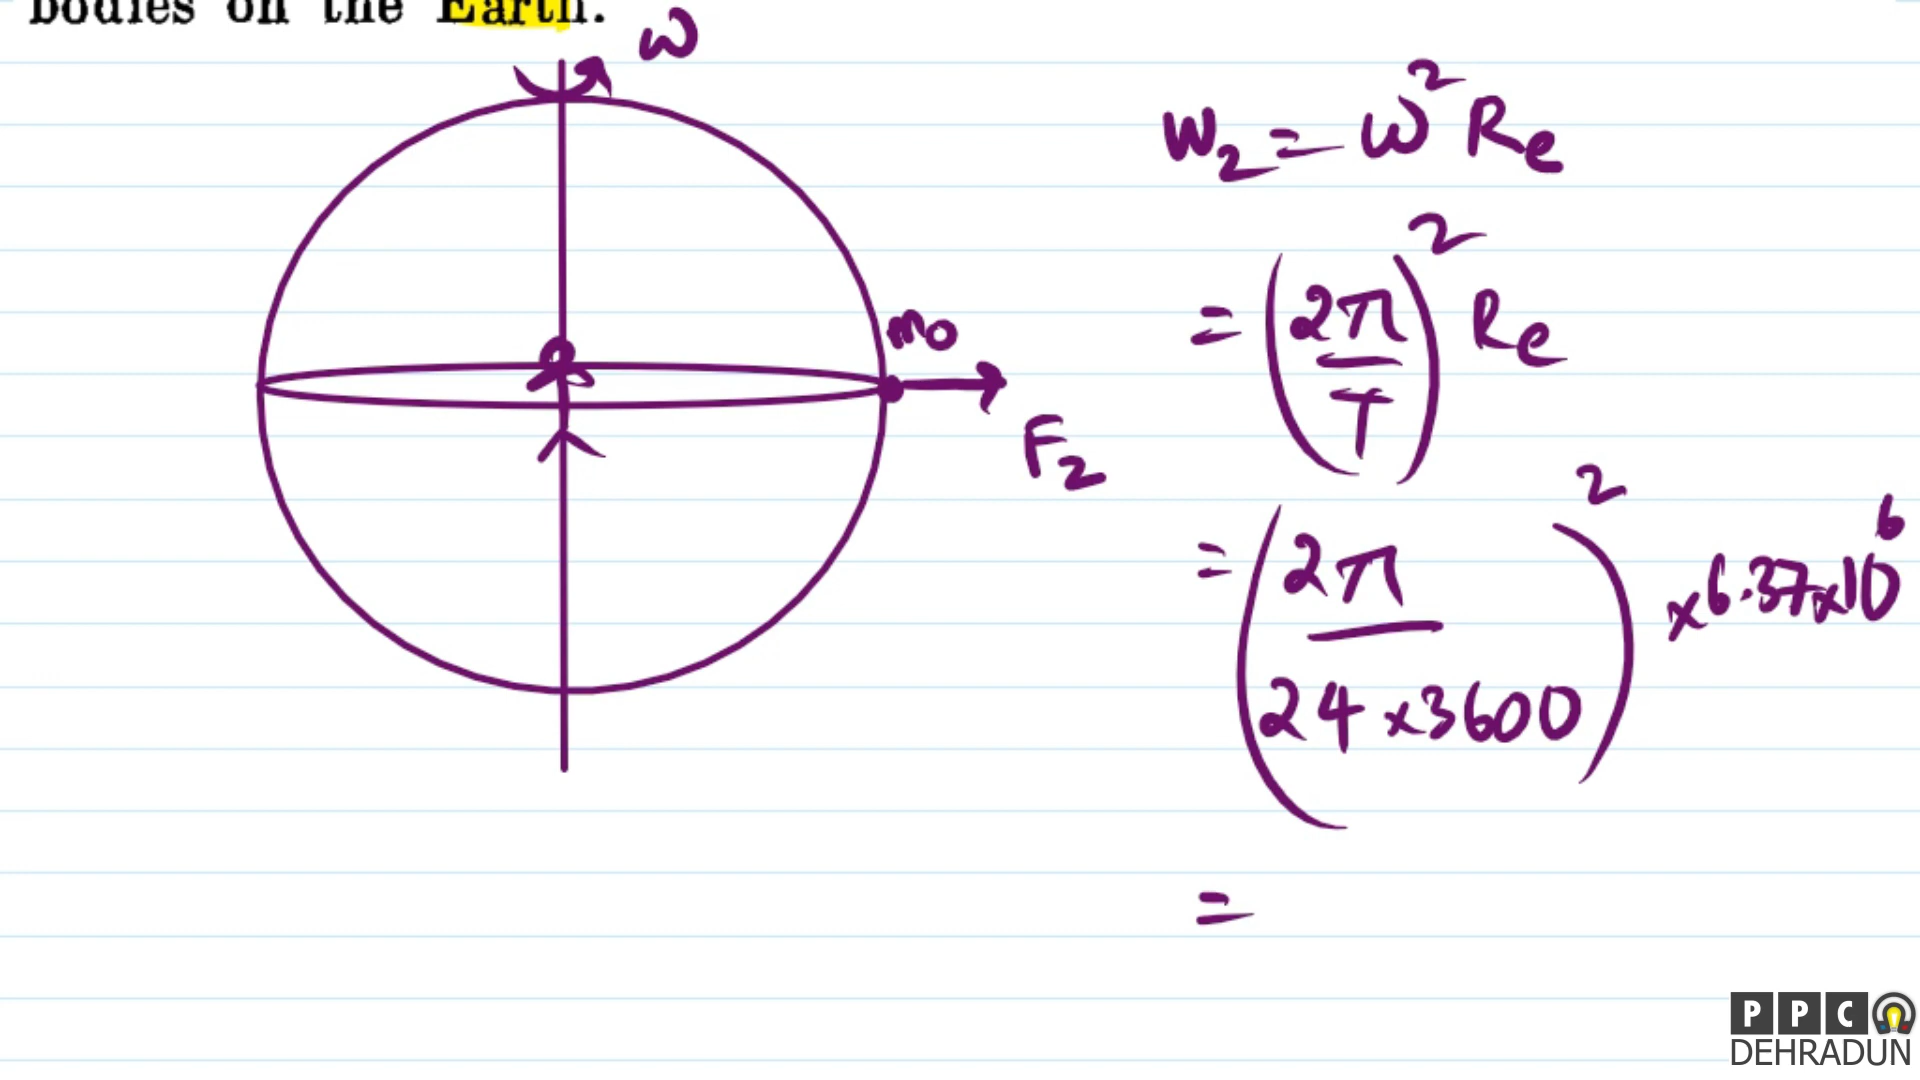 bodies on the Earth.
ω
W₂ = ω² Rₑ
= (2π/T)² Rₑ
m₀
F₂
= (2π/24 × 3600)² × 6.37 × 10⁶
=
PPC
DEHRADUN